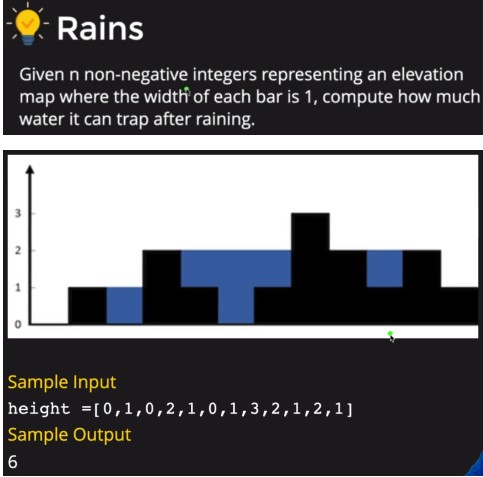 Rains
Given n non-negative integers representing an elevation
map where the width of each bar is 1, compute how much
water it can trap after raining.
3
2
1
0
Sample Input
height =[0,1,0,2,1,0,1,3,2,1,2,1]
Sample Output
6